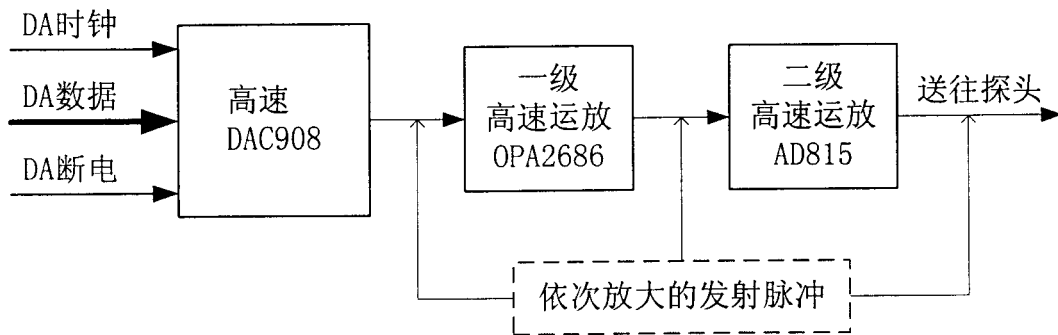 DA时钟
DA数据
DA断电
高速
DAC908
一级
高速运放
OPA2686
二级
高速运放
AD815
送往探头
依次放大的发射脉冲